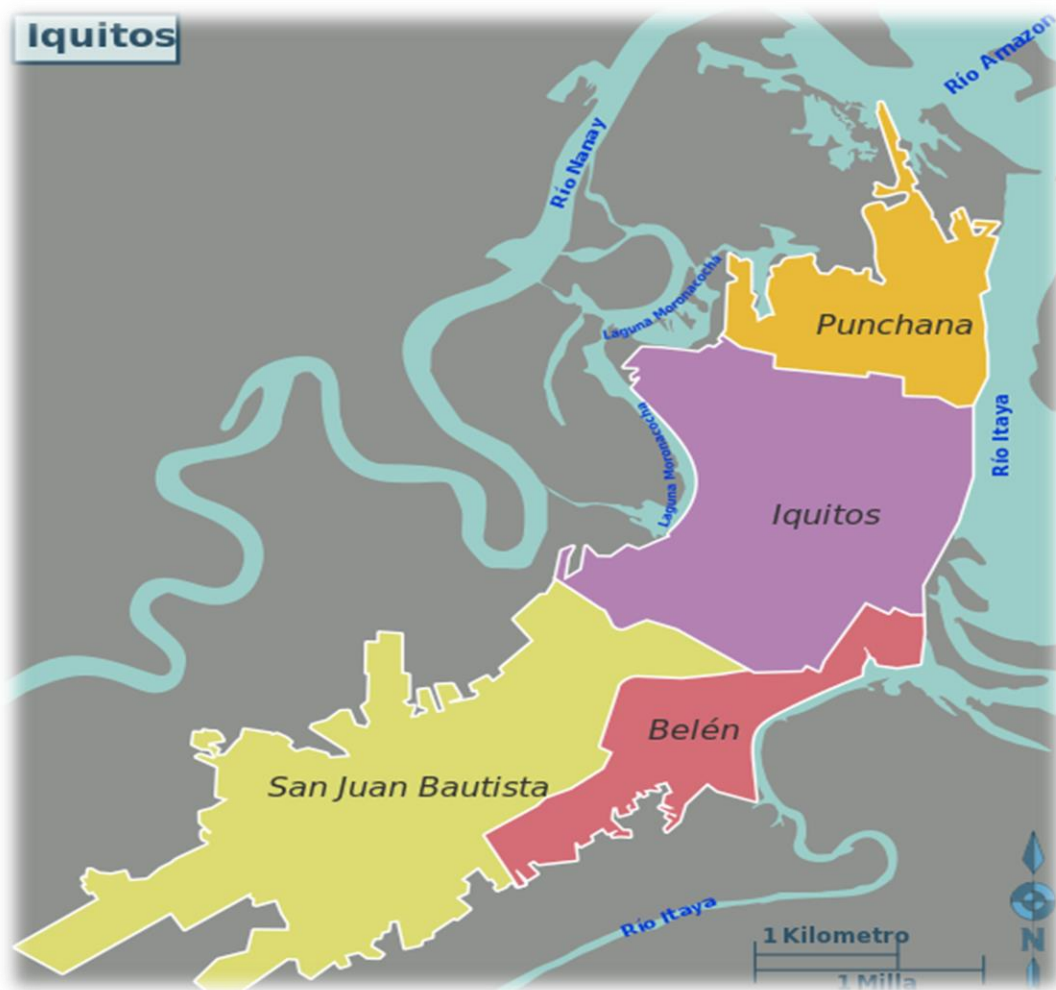 Iquitos
Río Amazon
Río Nanay
Laguna Moronacocha
Punchana
Río Itaya
Laguna Moronacocha
Iquitos
Belén
San Juan Bautista
Río Itaya
1 Kilometro
N
1 Milla